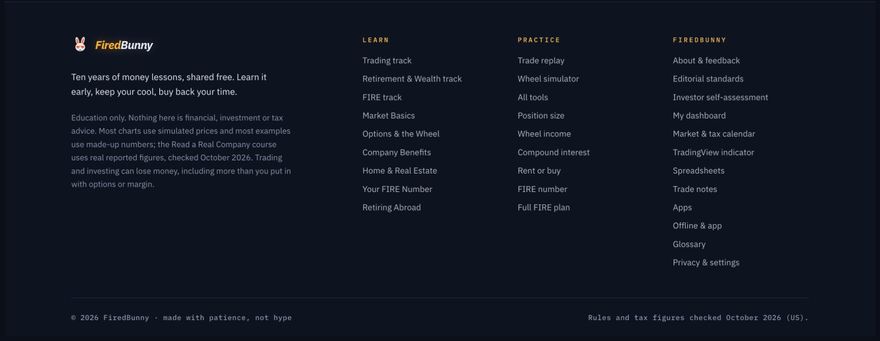 FiredBunny
Ten years of money lessons, shared free. Learn it
early, keep your cool, buy back your time.
Education only. Nothing here is financial, investment or tax
advice. Most charts use simulated prices and most examples
use made-up numbers; the Read a Real Company course
uses real reported figures, checked October 2026. Trading
and investing can lose money, including more than you put in
with options or margin.
LEARN
Trading track
Retirement & Wealth track
FIRE track
Market Basics
Options & the Wheel
Company Benefits
Home & Real Estate
Your FIRE Number
Retiring Abroad
PRACTICE
Trade replay
Wheel simulator
All tools
Position size
Wheel income
Compound interest
Rent or buy
FIRE number
Full FIRE plan
FIREDBUNNY
About & feedback
Editorial standards
Investor self-assessment
My dashboard
Market & tax calendar
TradingView indicator
Spreadsheets
Trade notes
Apps
Offline & app
Glossary
Privacy & settings
© 2026 FiredBunny · made with patience, not hype
Rules and tax figures checked October 2026 (US).